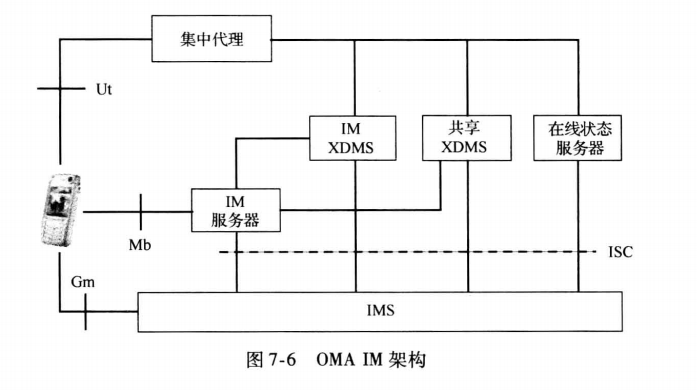 集中代理
Ut
IM
XDMS
共享
XDMS
在线状态
服务器
IM
服务器
Mb
ISC
Gm
IMS
图 7-6 OMA IM 架构